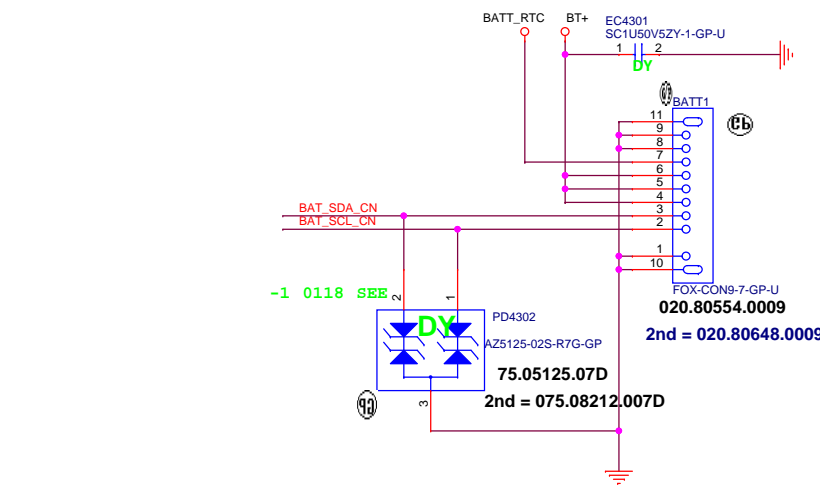 BATT_RTC
BT+
EC4301
SC1U50V5ZY-1-GP-U
1
2
DY
BATT1
11
9
8
7
6
5
4
3
2
1
10
BAT_SDA_CN
BAT_SCL_CN
FOX-CON9-7-GP-U
020.80554.0009
2nd = 020.80648.0009
-1 0118 SEE
2
1
DY
PD4302
AZ5125-02S-R7G-GP
75.05125.07D
2nd = 075.08212.007D
3